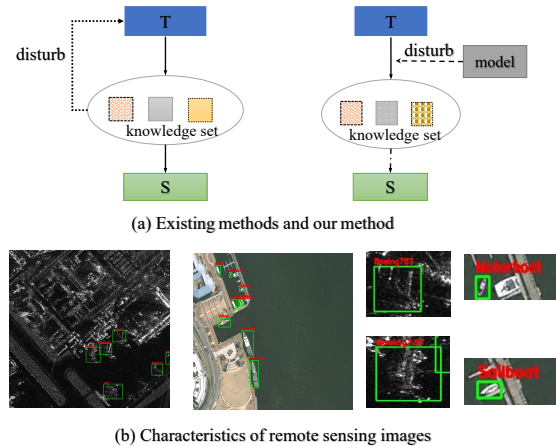 T
disturb
knowledge set
S
T
disturb
model
knowledge set
S
(a) Existing methods and our method
Boeing787
Motorboat
Sailboat
(b) Characteristics of remote sensing images